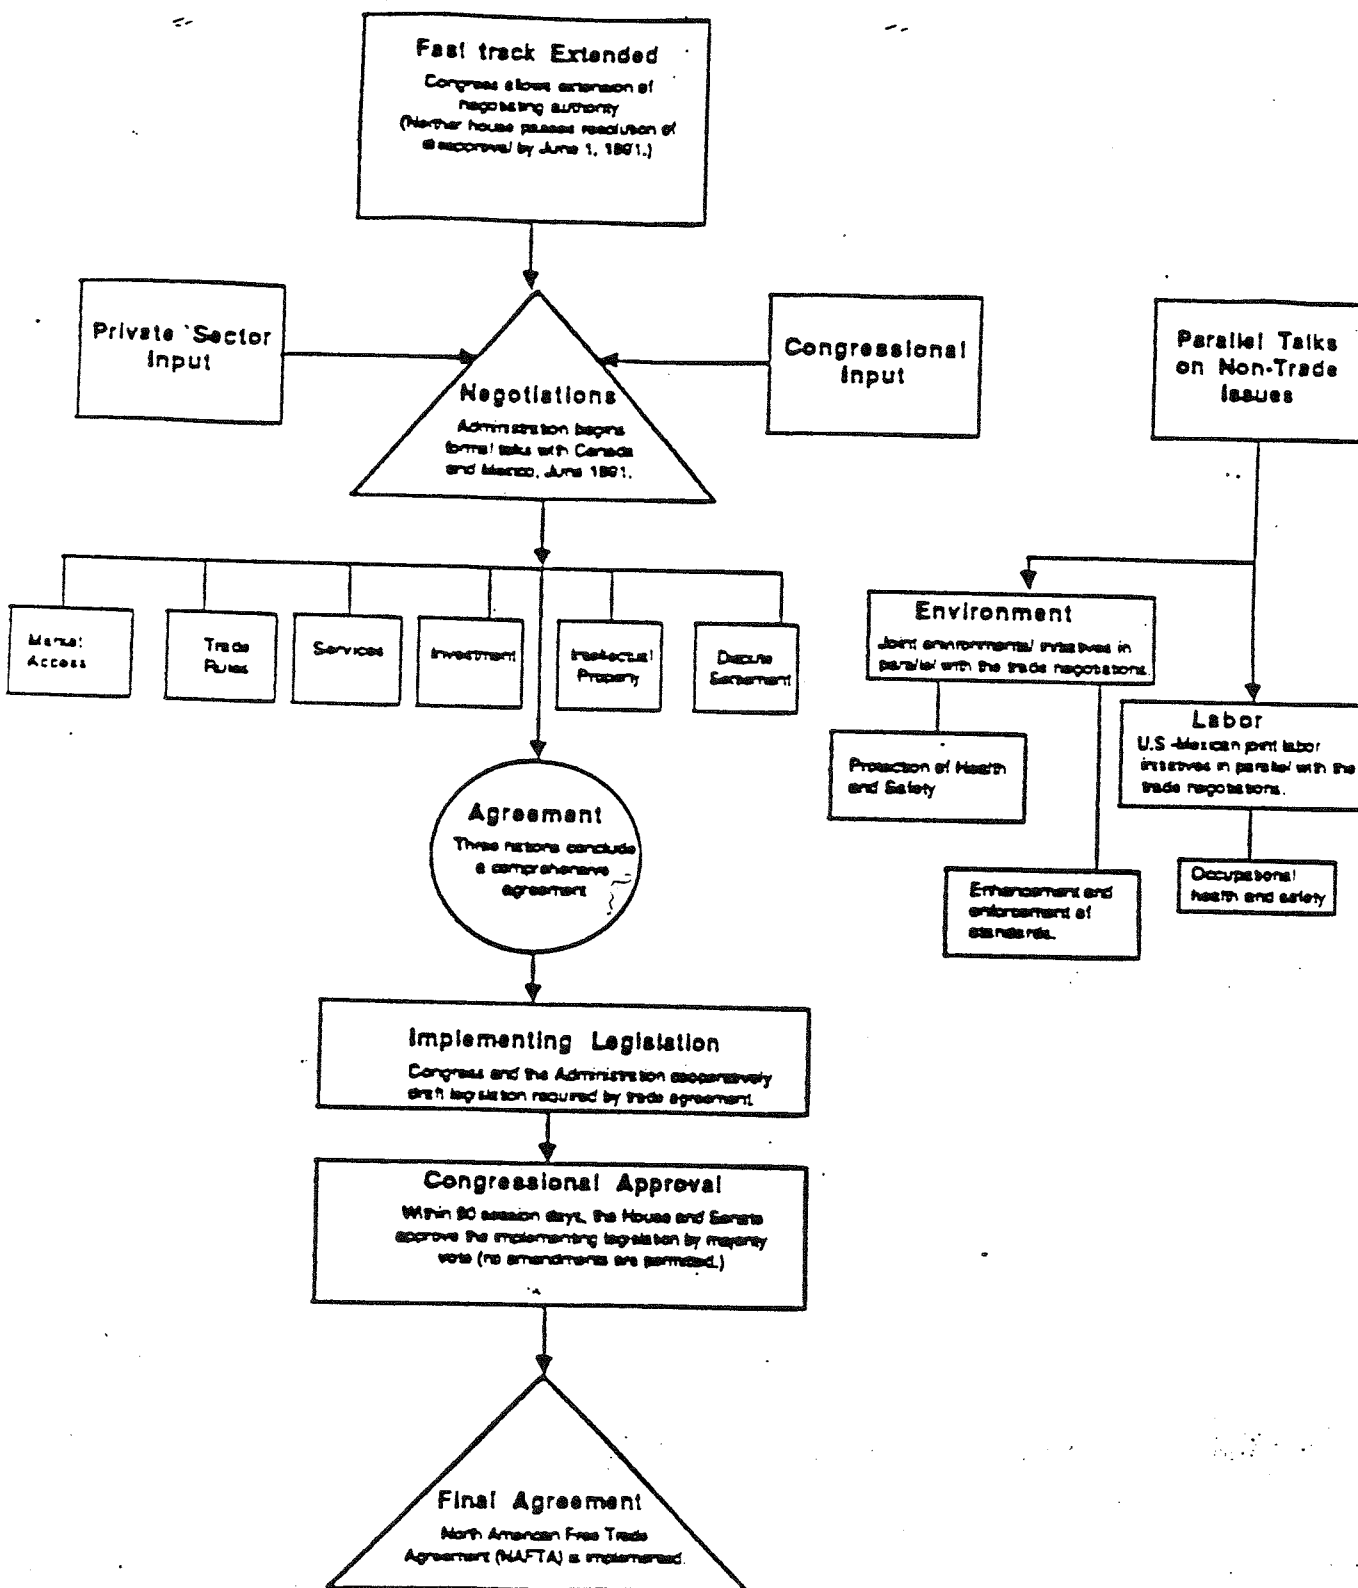 Fast track Extended
Congress allows extension of
negotiating authority
(Neither house passes resolution of
disapproval by June 1, 1991.)
Private Sector
Input
Congressional
Input
Parallel Talks
on Non-Trade
Issues
Negotiations
Administration begins
formal talks with Canada
and Mexico, June 1991.
Market
Access
Trade
Rules
Services
Investment
Intellectual
Property
Dispute
Settlement
Environment
Joint environmental initiatives in
parallel with the trade negotiations.
Protection of Health
and Safety
Enhancement and
enforcement of
standards.
Labor
U.S.-Mexican joint labor
initiatives in parallel with the
trade negotiations.
Occupational
health and safety
Agreement
Three nations conclude
a comprehensive
agreement
Implementing Legislation
Congress and the Administration cooperatively
draft legislation required by trade agreement
Congressional Approval
Within 90 session days, the House and Senate
approve the implementing legislation by majority
vote (no amendments are permitted.)
Final Agreement
North American Free Trade
Agreement (NAFTA) is implemented.